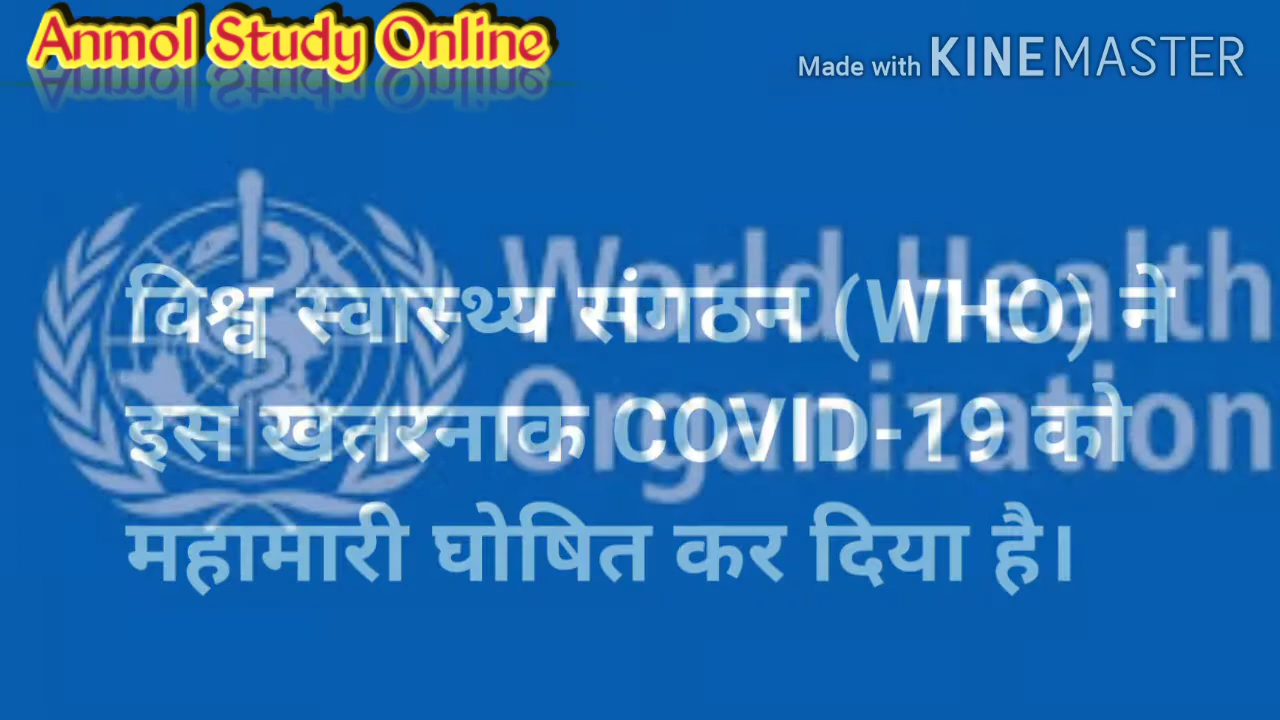 Anmol Study Online
Made with KINEMASTER
World Health
Organization
विश्व स्वास्थ्य संगठन (WHO) ने
इस खतरनाक COVID-19 को
महामारी घोषित कर दिया है।